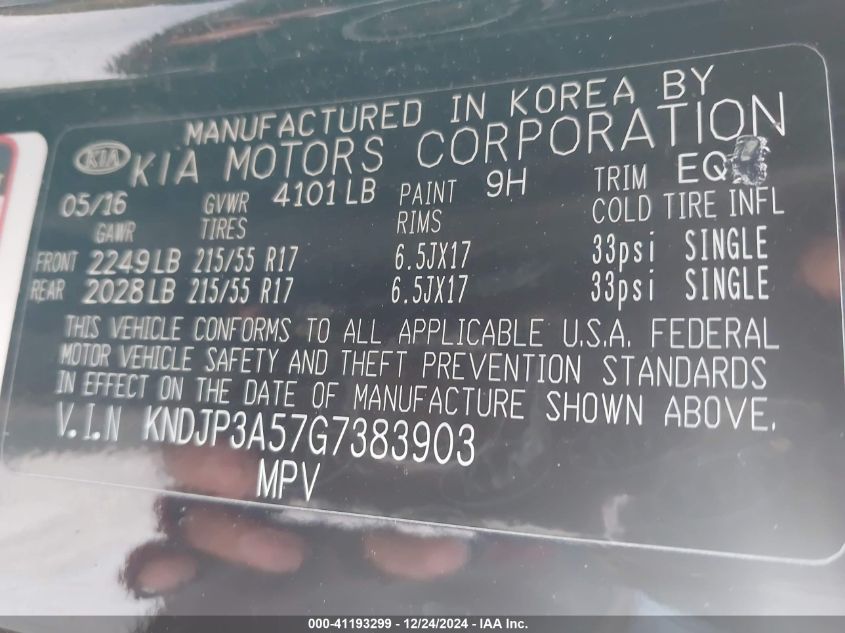 MANUFACTURED IN KOREA BY
KIA KIA MOTORS CORPORATION
05/16 GVWR 4101 LB PAINT 9H TRIM EQ
GAWR TIRES RIMS COLD TIRE INFL
FRONT 2249 LB 215/55 R17 6.5JX17 33psi SINGLE
REAR 2028 LB 215/55 R17 6.5JX17 33psi SINGLE
THIS VEHICLE CONFORMS TO ALL APPLICABLE U.S.A. FEDERAL
MOTOR VEHICLE SAFETY AND THEFT PREVENTION STANDARDS
IN EFFECT ON THE DATE OF MANUFACTURE SHOWN ABOVE.
V.I.N KNDJP3A57G7383903
MPV
000-41193299 - 12/24/2024 - IAA Inc.